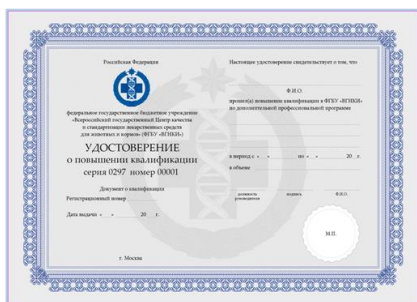 Российская Федерация
федеральное государственное бюджетное учреждение
«Всероссийский государственный Центр качества
и стандартизации лекарственных средств
для животных и кормов» (ФГБУ «ВГНКИ»)
УДОСТОВЕРЕНИЕ
о повышении квалификации
серия 0297 номер 00001
Документ о квалификации
Регистрационный номер
Дата выдачи « » 20 г.
г. Москва
Настоящее удостоверение свидетельствует о том, что
Ф.И.О.
прошел(а) повышение квалификации в ФГБУ «ВГНКИ»
по дополнительной профессиональной программе
в период с « » по « » 20 г.
в объеме
должность руководителя подпись Ф.И.О.
М.П.